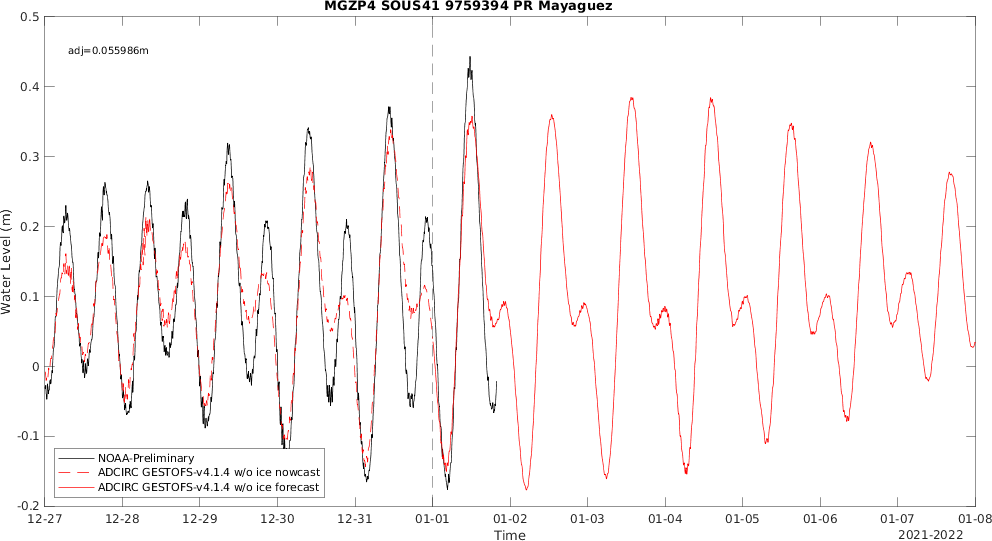 MGZP4 SOUS41 9759394 PR Mayaguez
adj=0.055986m
Water Level (m)
0.5
0.4
0.3
0.2
0.1
0
-0.1
-0.2
NOAA-Preliminary
ADCIRC GESTOFS-v4.1.4 w/o ice nowcast
ADCIRC GESTOFS-v4.1.4 w/o ice forecast
12-27 12-28 12-29 12-30 12-31 01-01 01-02 01-03 01-04 01-05 01-06 01-07 01-08
Time
2021-2022